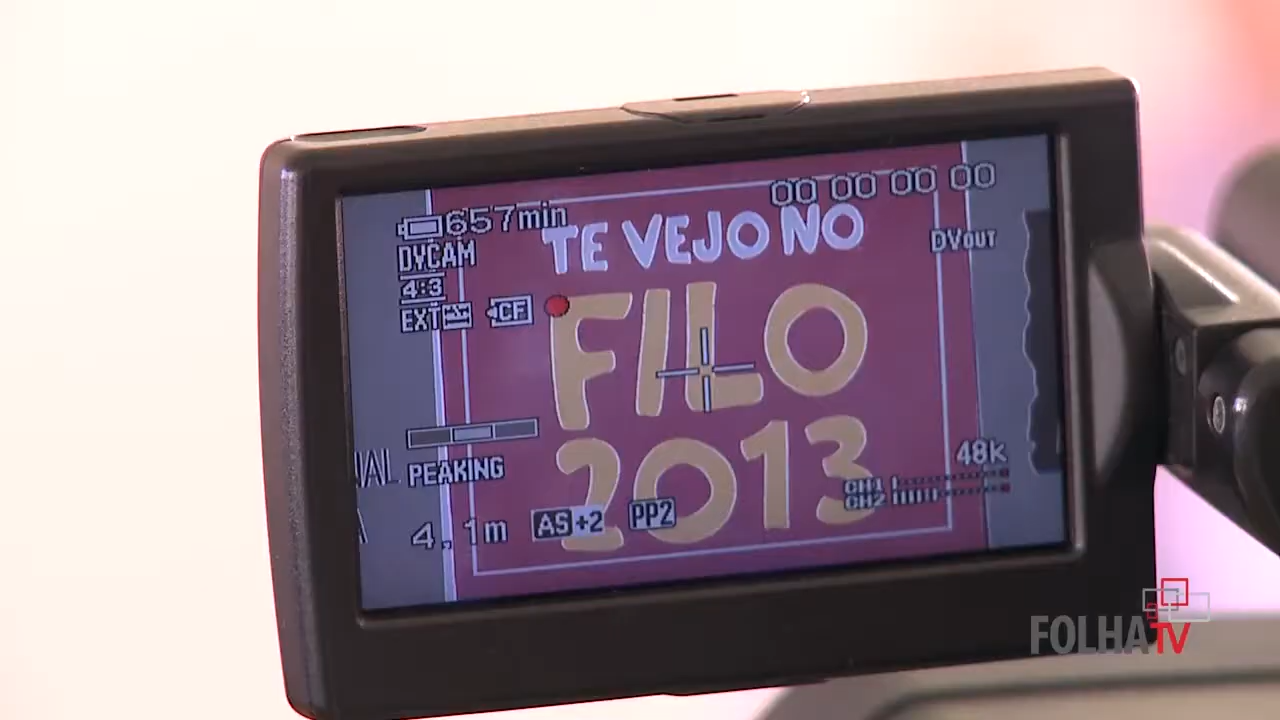 00 00 00 00
657min
TE VEJO NO
DVCAM
DVOUT
4:3
EXT
CF
FILO
2013
48k
PEAKING
CH1
CH2
4,1m
AS+2
PP2
FOLHA TV